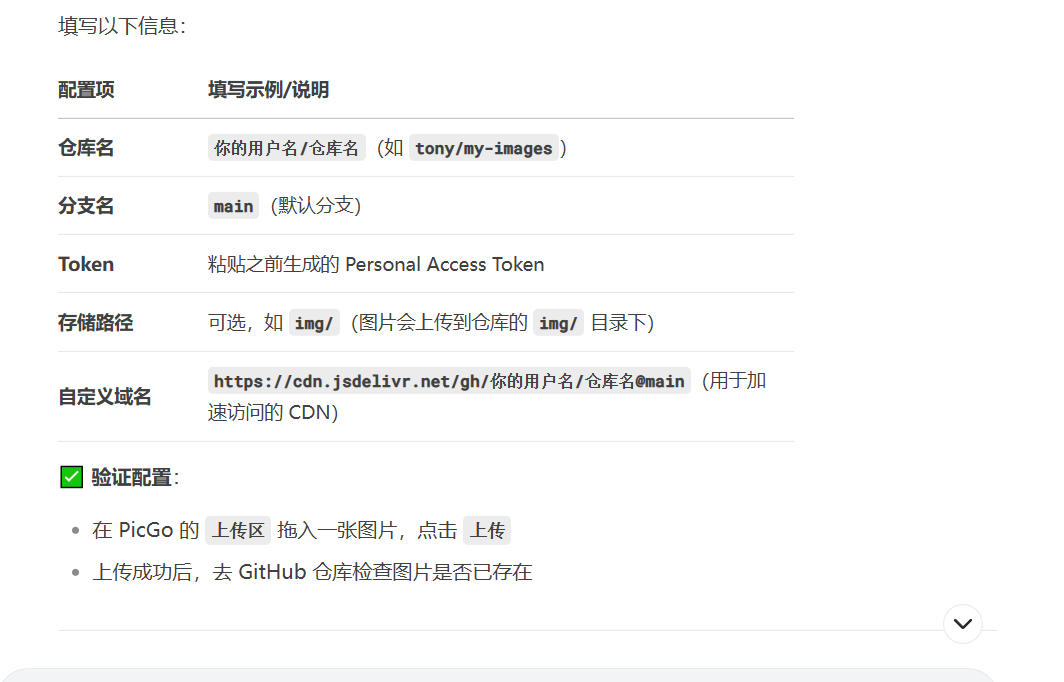 填写以下信息：
配置项 填写示例/说明
仓库名 你的用户名/仓库名 (如 tony/my-images)
分支名 main (默认分支)
Token 粘贴之前生成的 Personal Access Token
存储路径 可选，如 img/ (图片会上传到仓库的 img/ 目录下)
自定义域名 https://cdn.jsdelivr.net/gh/你的用户名/仓库名@main (用于加
速访问的 CDN)
✅ 验证配置：
• 在 PicGo 的 上传区 拖入一张图片，点击 上传
• 上传成功后，去 GitHub 仓库检查图片是否已存在